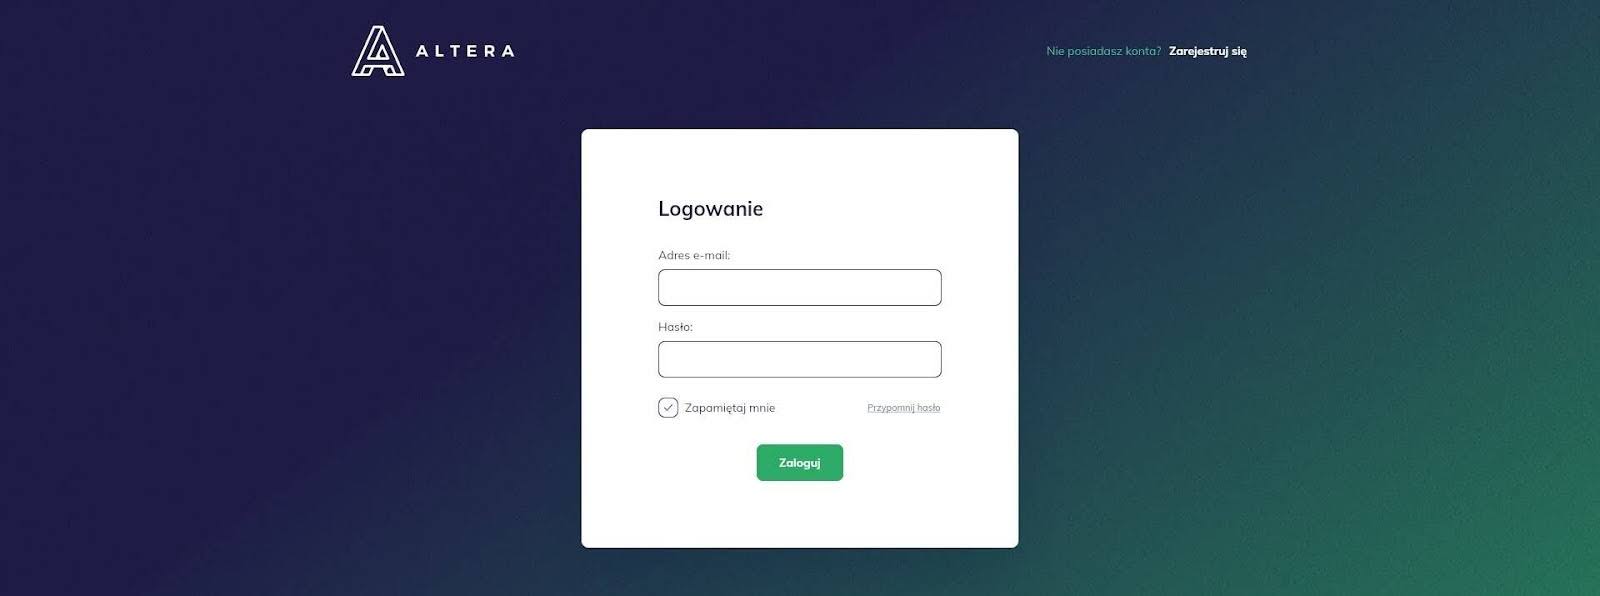 ALTERA
Nie posiadasz konta? Zarejestruj się
Logowanie
Adres e-mail:
Hasło:
Zapamiętaj mnie
Przypomnij hasło
Zaloguj